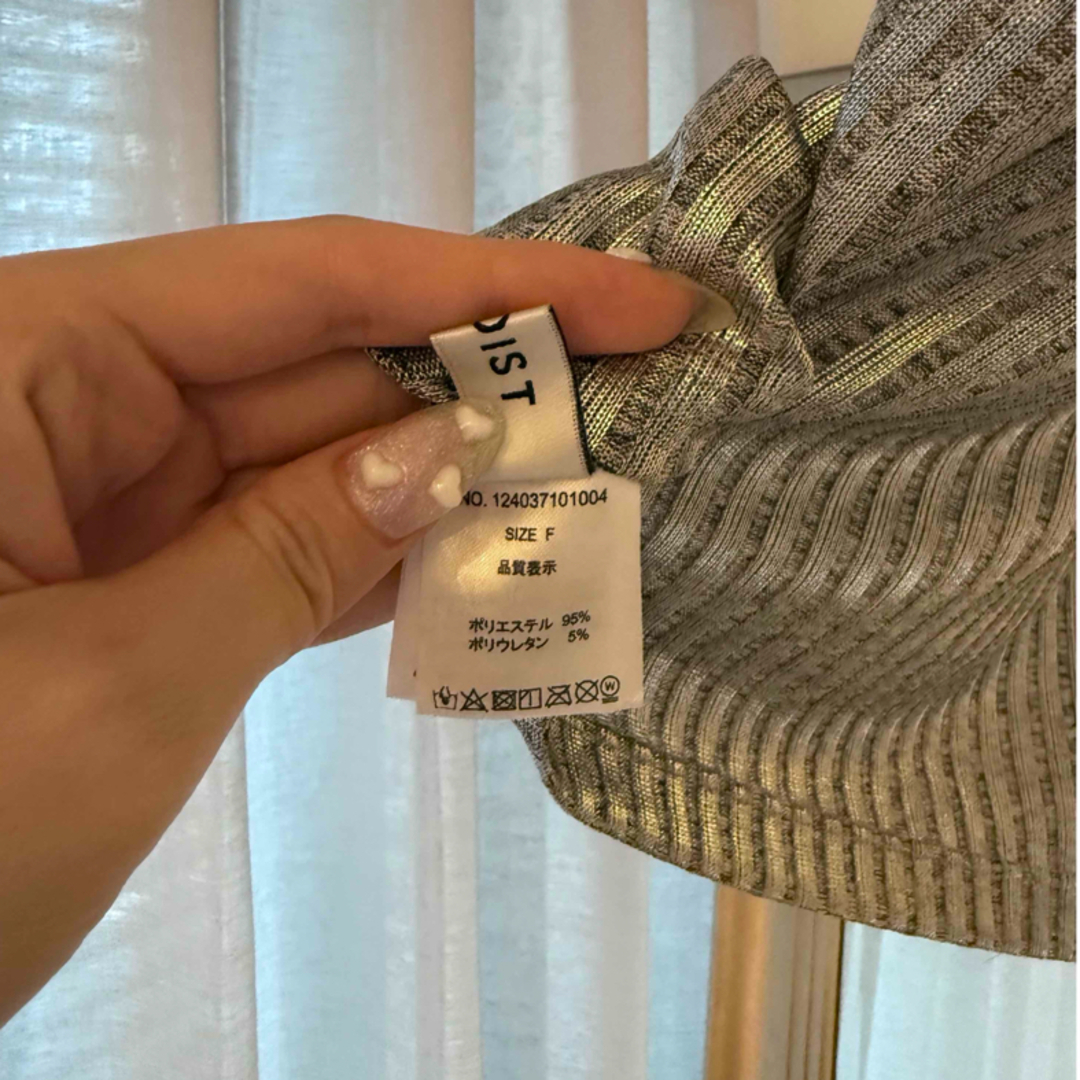 DIST
NO. 124037101004
SIZE F
品質表示
ポリエステル 95%
ポリウレタン 5%
W